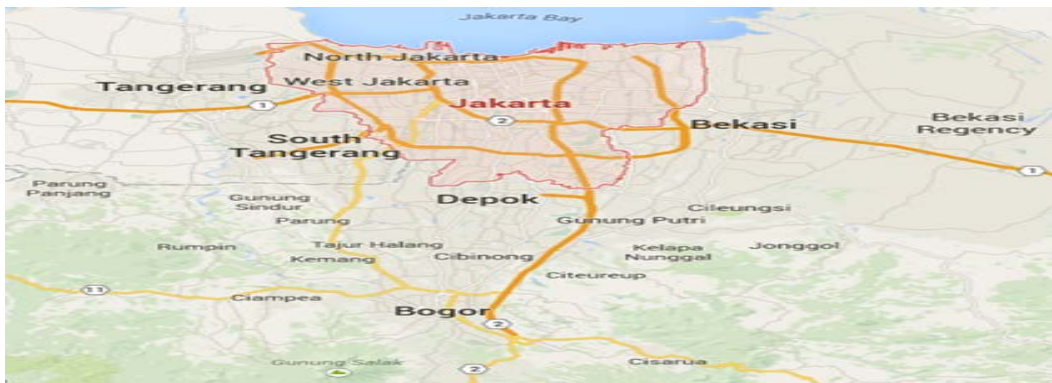 Jakarta Bay
North Jakarta
West Jakarta
Tangerang
1
Jakarta
2
Bekasi
Bekasi
Regency
South
Tangerang
1
Parung
Panjang
Gunung
Sindur
Depok
Cileungsi
Parung
Gunung Putri
Rumpin
Tajur Halang
Kemang
Cibinong
Kelapa
Nunggal
Jonggol
Citeureup
11
Ciampea
Bogor
2
Gunung Salak
2
Cisarua